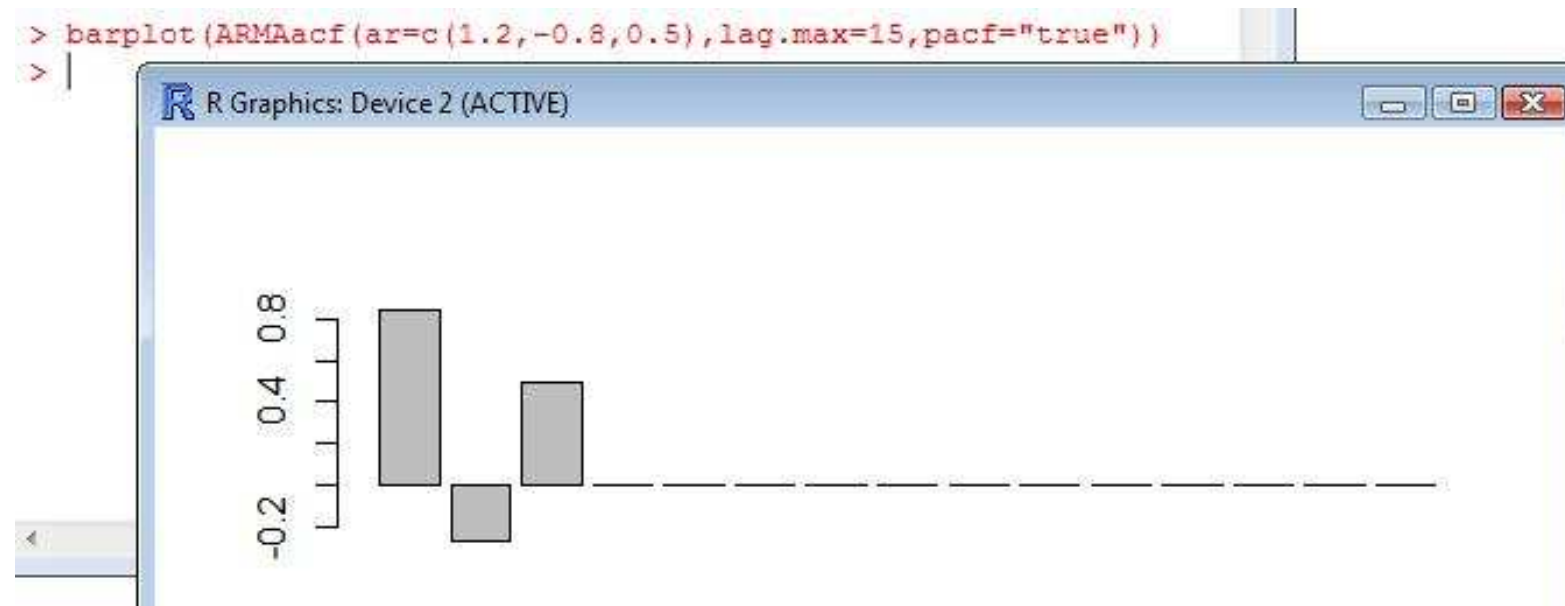 > barplot(ARMAacf(ar=c(1.2,-0.8,0.5),lag.max=15,pacf="true"))
> |
R R Graphics: Device 2 (ACTIVE)
0.8
0.4
-0.2